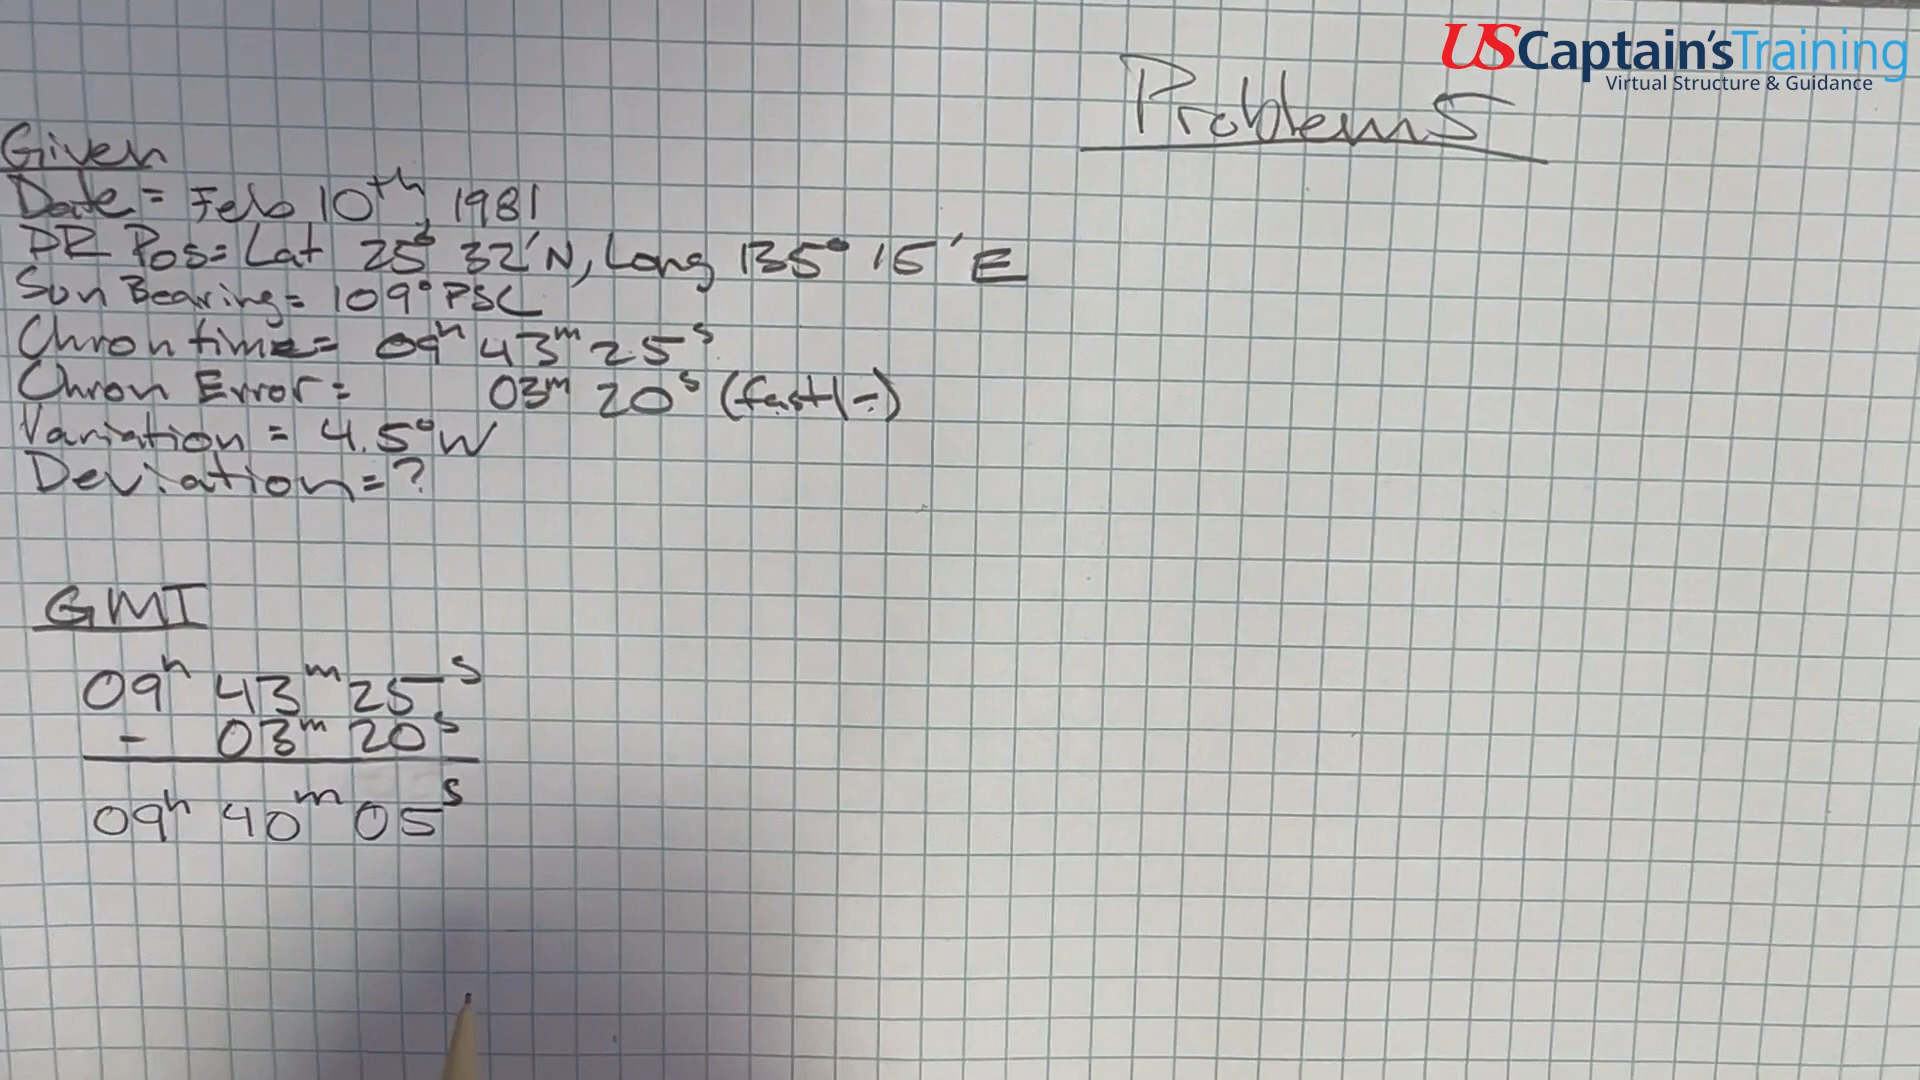 USCaptain'sTraining
Virtual Structure & Guidance
Problems
Given
Date = Feb 10th, 1981
DR Pos= Lat 25° 32'N, Long 135° 15' E
Sun Bearing= 109° PSC
Chron time= 09h 43m 25s
Chron Error= 03m 20s (fast/-)
Variation = 4.5°W
Deviation = ?
GMT
09h 43m 25s
- 03m 20s
09h 40m 05s